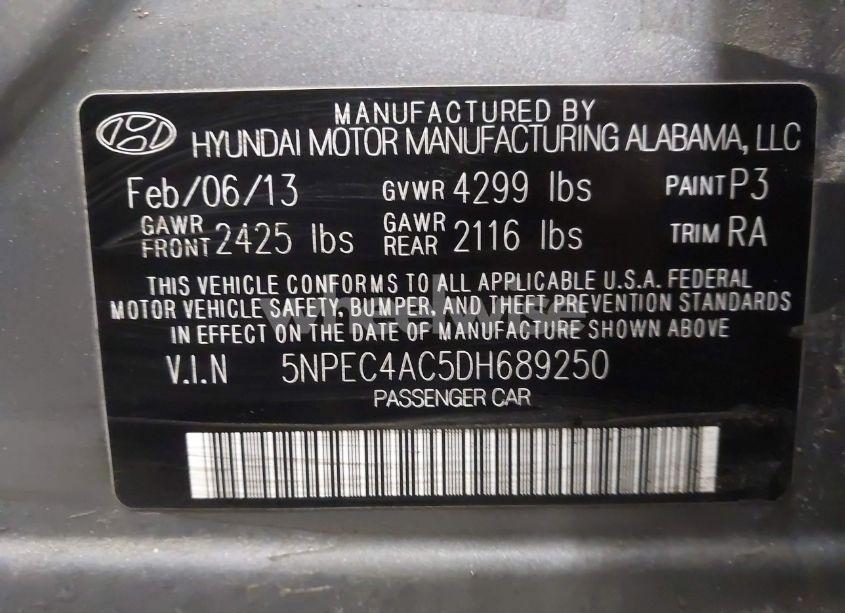 MANUFACTURED BY
HYUNDAI MOTOR MANUFACTURING ALABAMA, LLC
Feb/06/13 GVWR 4299 lbs PAINT P3
GAWR FRONT 2425 lbs GAWR REAR 2116 lbs TRIM RA
THIS VEHICLE CONFORMS TO ALL APPLICABLE U.S.A. FEDERAL
MOTOR VEHICLE SAFETY, BUMPER, AND THEFT PREVENTION STANDARDS
IN EFFECT ON THE DATE OF MANUFACTURE SHOWN ABOVE
V.I.N 5NPEC4AC5DH689250
PASSENGER CAR